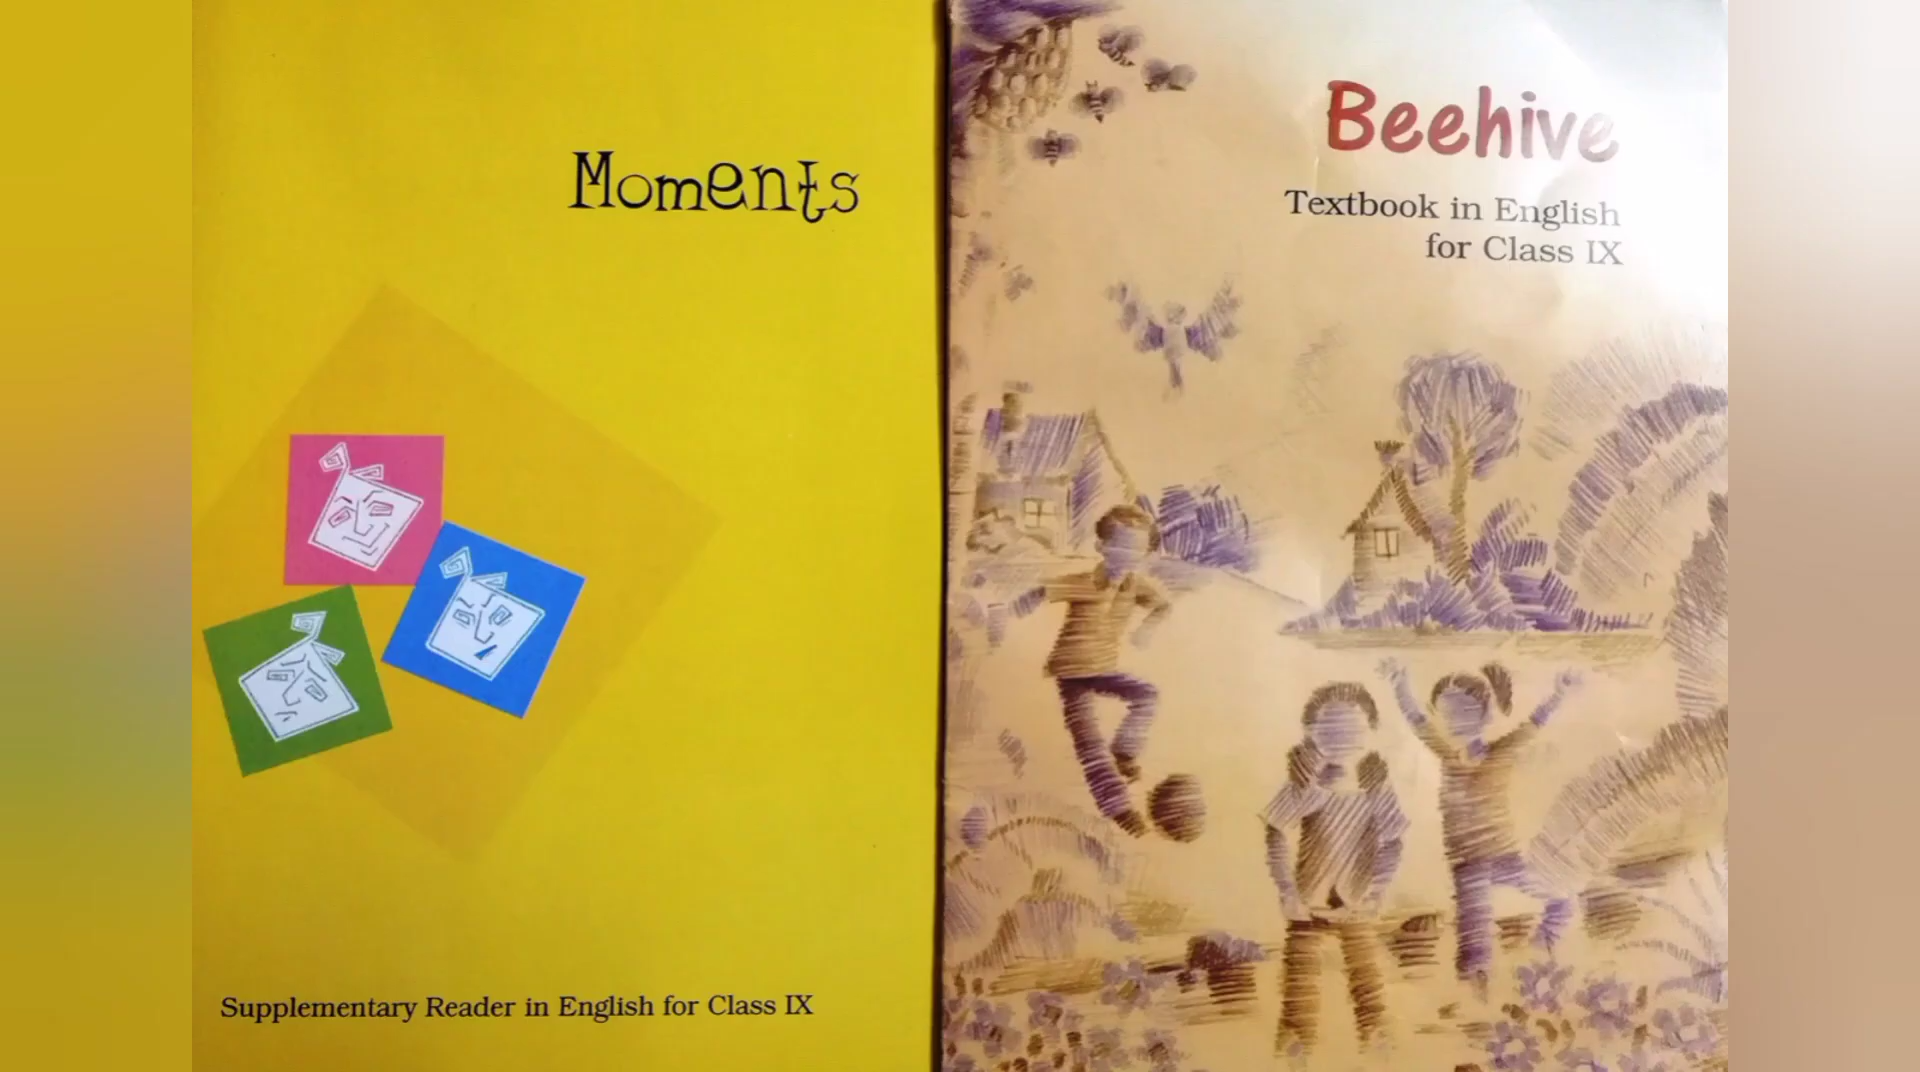 Moments
Supplementary Reader in English for Class IX
Beehive
Textbook in English
for Class IX